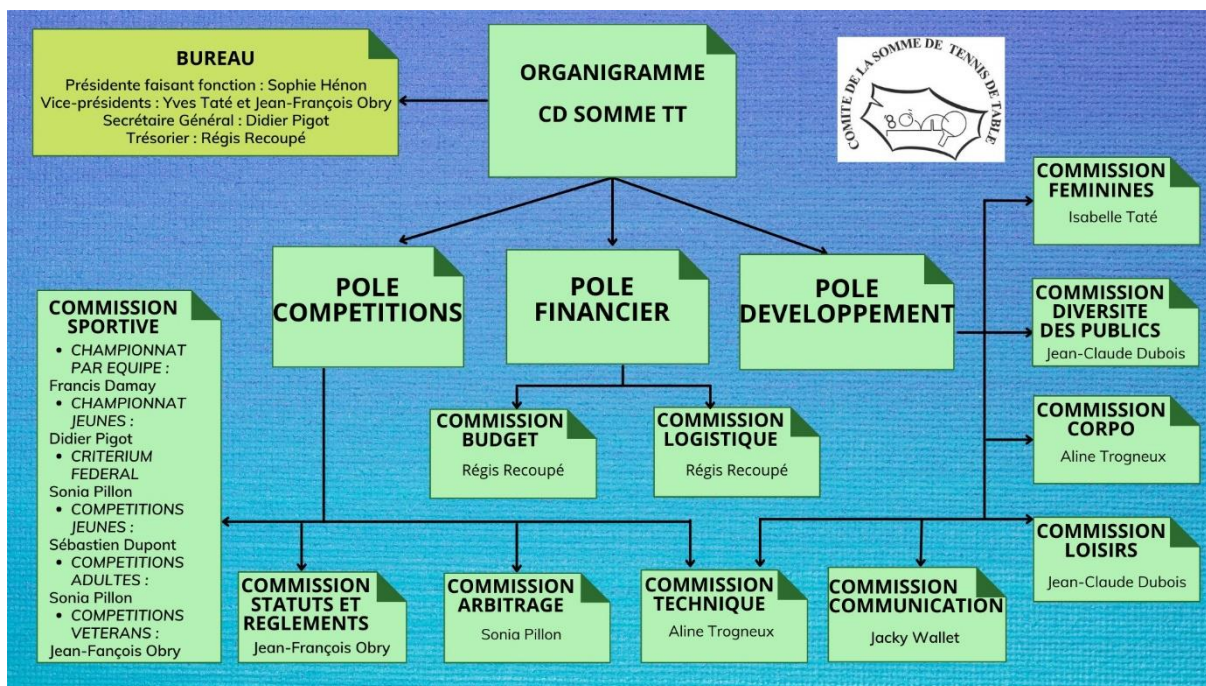 BUREAU
Présidente faisant fonction : Sophie Hénon
Vice-présidents : Yves Taté et Jean-François Obry
Secrétaire Général : Didier Pigot
Trésorier : Régis Recoupé
ORGANIGRAMME
CD SOMME TT
COMITE DE LA SOMME DE TENNIS DE TABLE
POLE
COMPETITIONS
POLE
FINANCIER
POLE
DEVELOPPEMENT
COMMISSION
FEMININES
Isabelle Taté
COMMISSION
DIVERSITE
DES PUBLICS
Jean-Claude Dubois
COMMISSION
CORPO
Aline Trogneux
COMMISSION
LOISIRS
Jean-Claude Dubois
COMMISSION
BUDGET
Régis Recoupé
COMMISSION
LOGISTIQUE
Régis Recoupé
COMMISSION
SPORTIVE
• CHAMPIONNAT
PAR EQUIPE :
Francis Damay
• CHAMPIONNAT
JEUNES :
Didier Pigot
• CRITERIUM
FEDERAL
Sonia Pillon
• COMPETITIONS
JEUNES :
Sébastien Dupont
• COMPETITIONS
ADULTES :
Sonia Pillon
• COMPETITIONS
VETERANS :
Jean-Fançois Obry
COMMISSION
STATUTS ET
REGLEMENTS
Jean-François Obry
COMMISSION
ARBITRAGE
Sonia Pillon
COMMISSION
TECHNIQUE
Aline Trogneux
COMMISSION
COMMUNICATION
Jacky Wallet